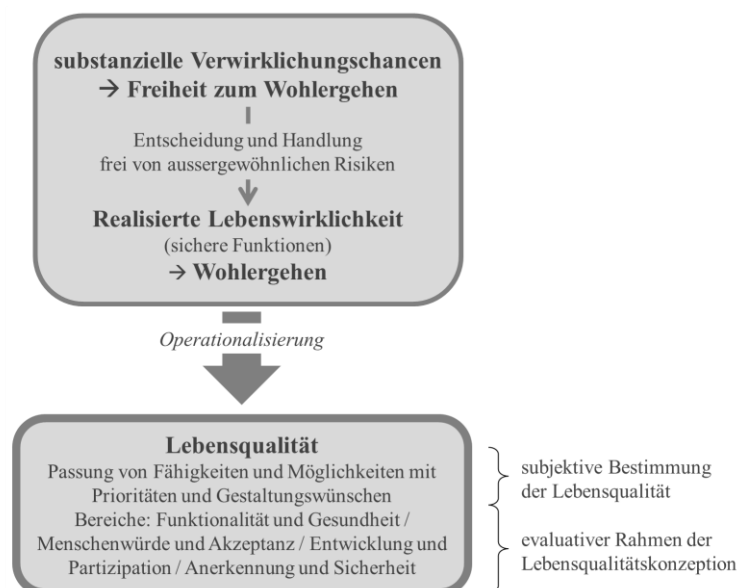 substanzielle Verwirklichungschancen
→ Freiheit zum Wohlergehen
Entscheidung und Handlung
frei von aussergewöhnlichen Risiken
Realisierte Lebenswirklichkeit
(sichere Funktionen)
→ Wohlergehen
Operationalisierung
Lebensqualität
Passung von Fähigkeiten und Möglichkeiten mit
Prioritäten und Gestaltungswünschen
Bereiche: Funktionalität und Gesundheit /
Menschenwürde und Akzeptanz / Entwicklung und
Partizipation / Anerkennung und Sicherheit
subjektive Bestimmung
der Lebensqualität
evaluativer Rahmen der
Lebensqualitätskonzeption